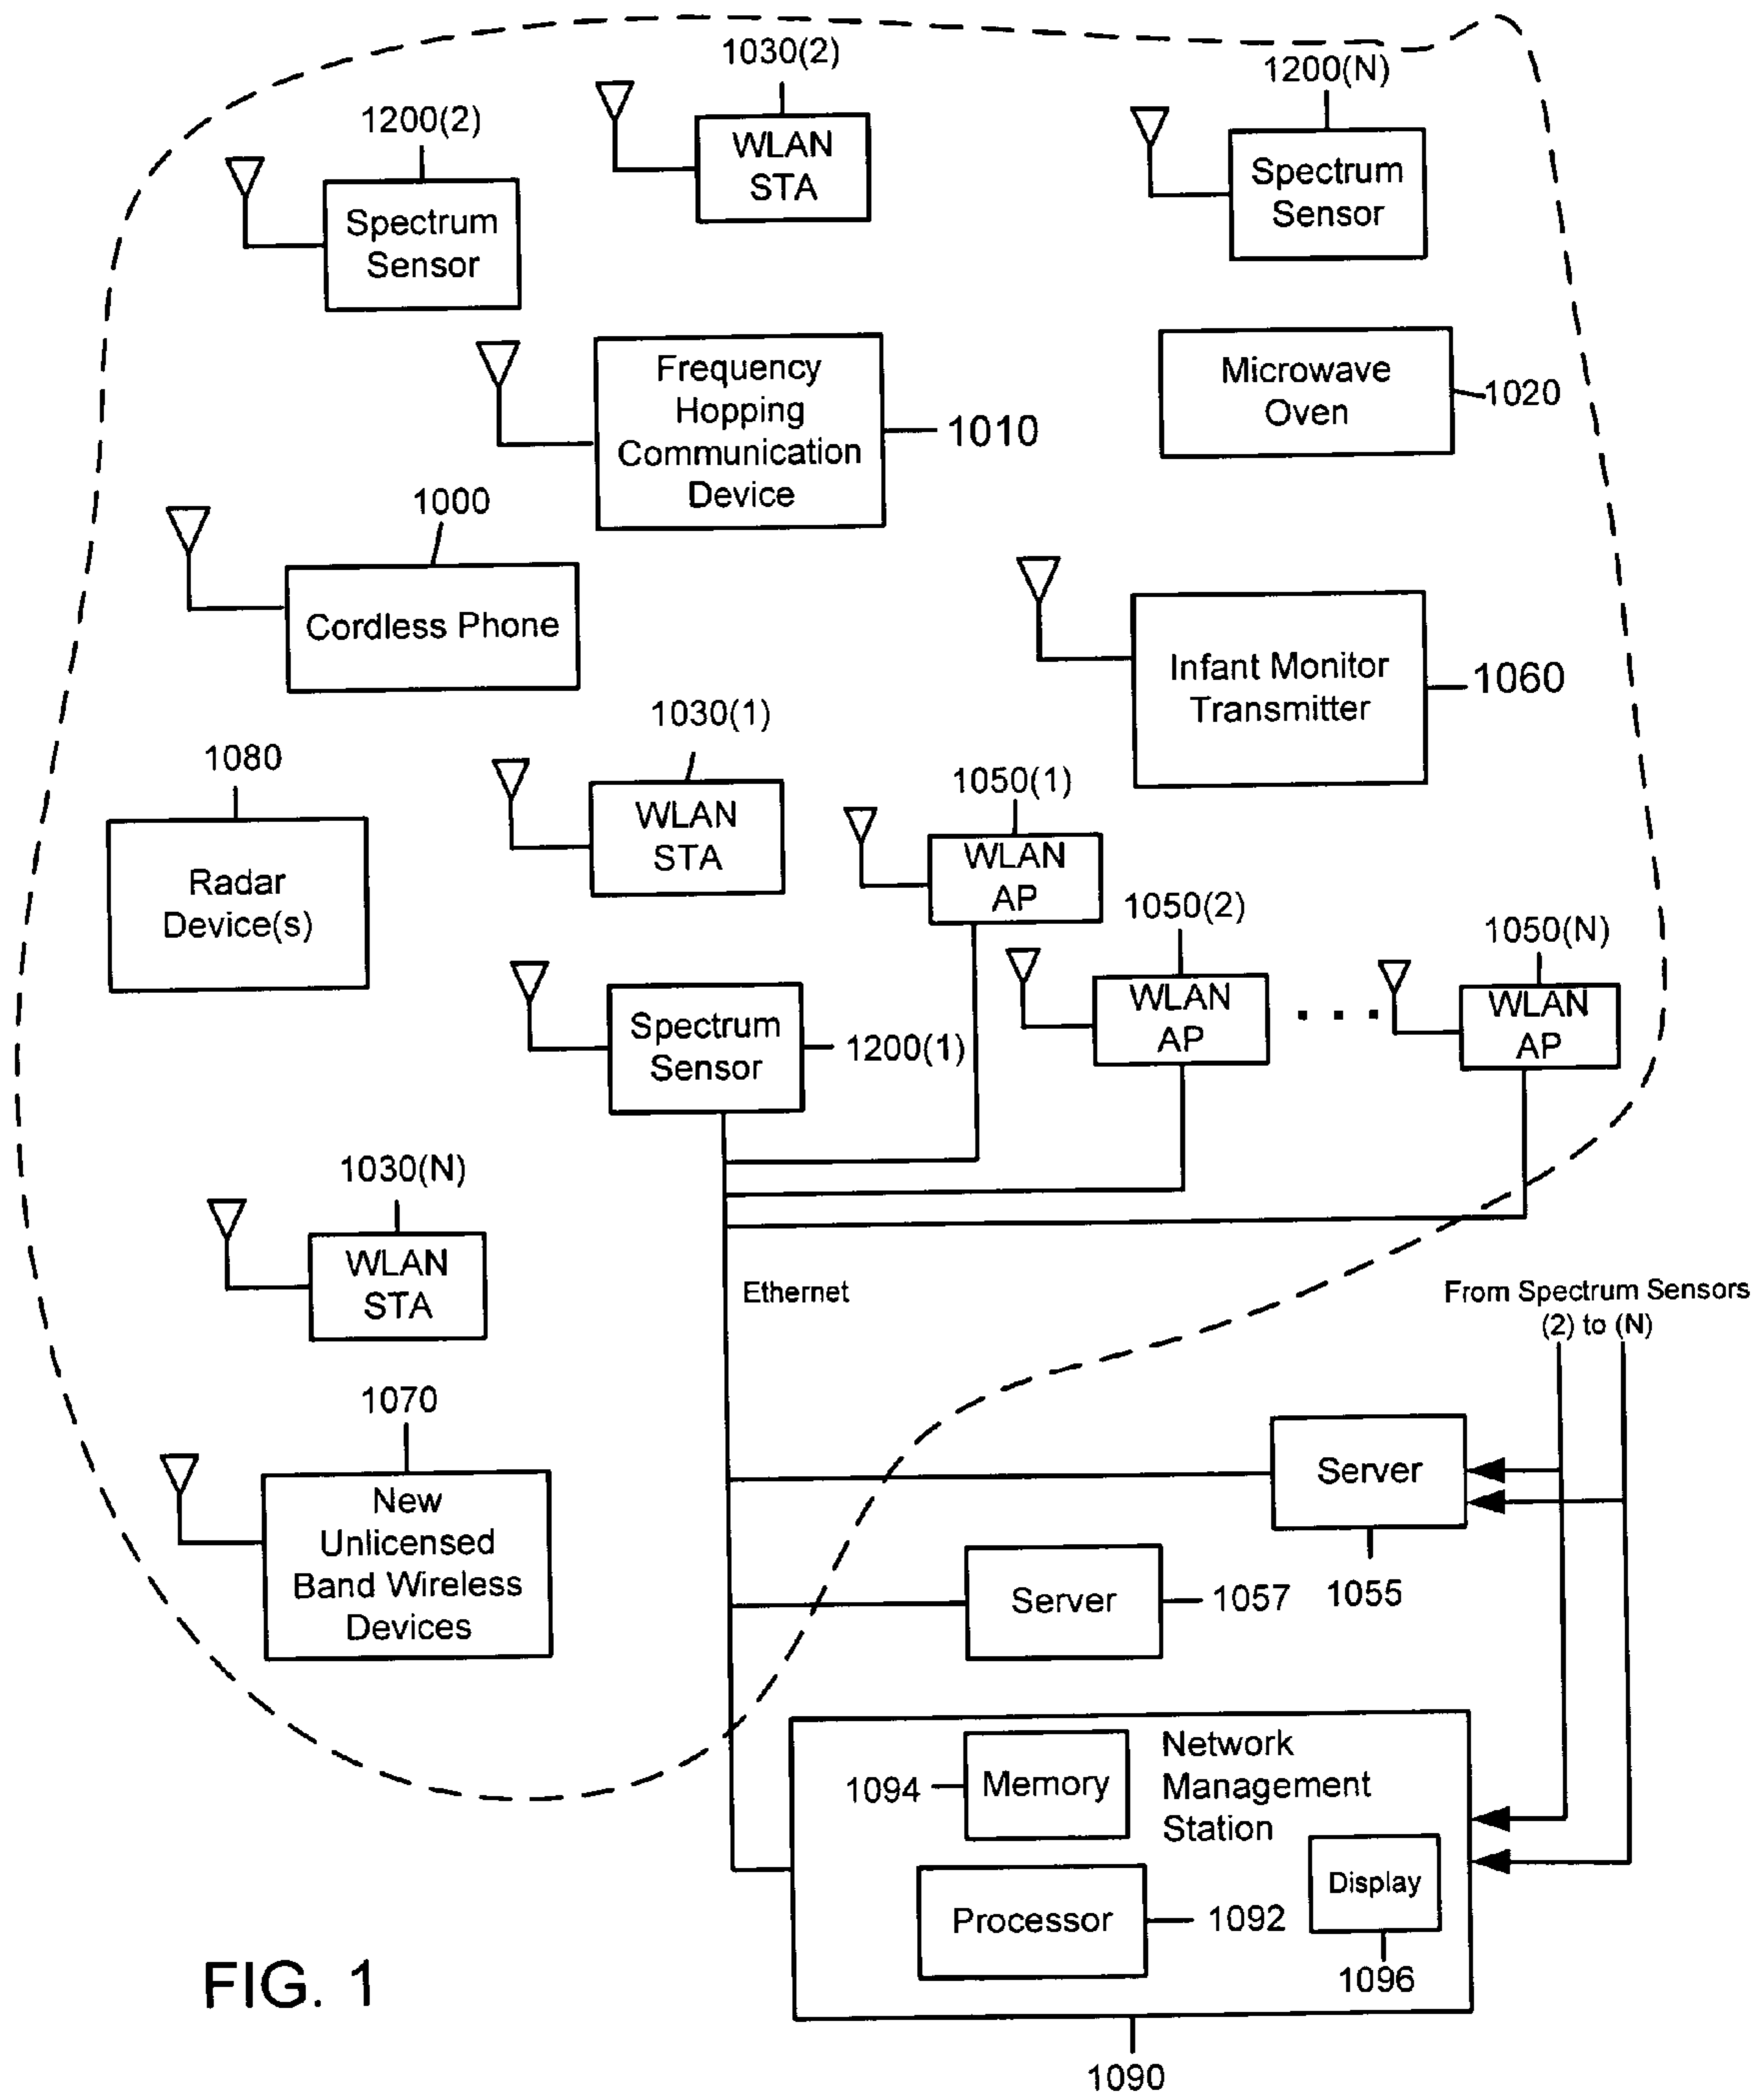 1030(2)
1200(N)
1200(2)
WLAN
STA
Spectrum
Sensor
Spectrum
Sensor
Frequency
Hopping
Communication
Device
1010
Microwave
Oven
1020
1000
Cordless Phone
Infant Monitor
Transmitter
1060
1030(1)
1080
WLAN
STA
1050(1)
WLAN
AP
Radar
Device(s)
1050(2)
1050(N)
WLAN
AP
. . .
WLAN
AP
Spectrum
Sensor
1200(1)
1030(N)
WLAN
STA
Ethernet
From Spectrum Sensors
(2) to (N)
1070
New
Unlicensed
Band Wireless
Devices
Server
1055
Server
1057
Network
Management
Station
1094
Memory
Display
1096
Processor
1092
FIG. 1
1090